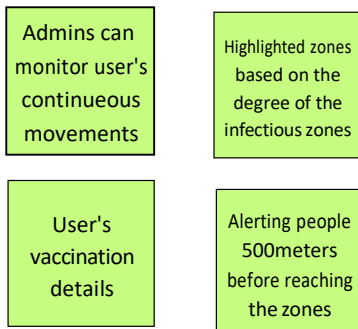 Admins can
monitor user's
continueous
movements
Highlighted zones
based on the
degree of the
infectious zones
User's
vaccination
details
Alerting people
500meters
before reaching
the zones